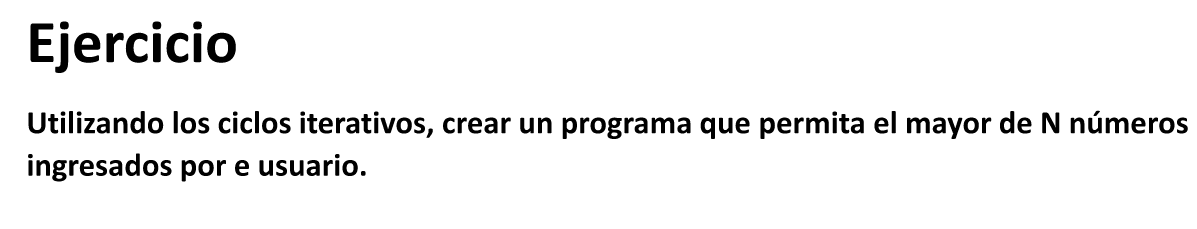 Ejercicio
Utilizando los ciclos iterativos, crear un programa que permita el mayor de N números
ingresados por e usuario.